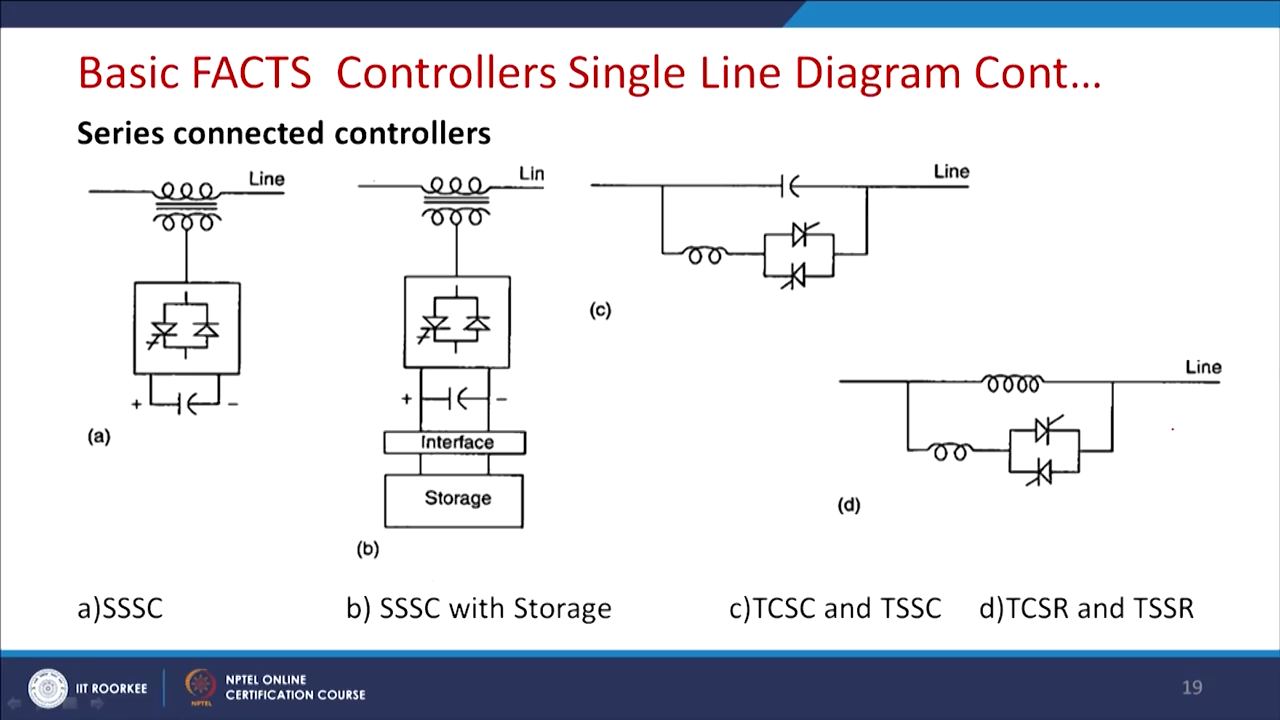 Basic FACTS Controllers Single Line Diagram Cont...
Series connected controllers
Line
+
-
(a)
Lin
+
-
Interface
Storage
(b)
Line
(c)
Line
(d)
a)SSSC
b) SSSC with Storage
c)TCSC and TSSC
d)TCSR and TSSR
IIT ROORKEE
NPTEL
NPTEL ONLINE
CERTIFICATION COURSE
19